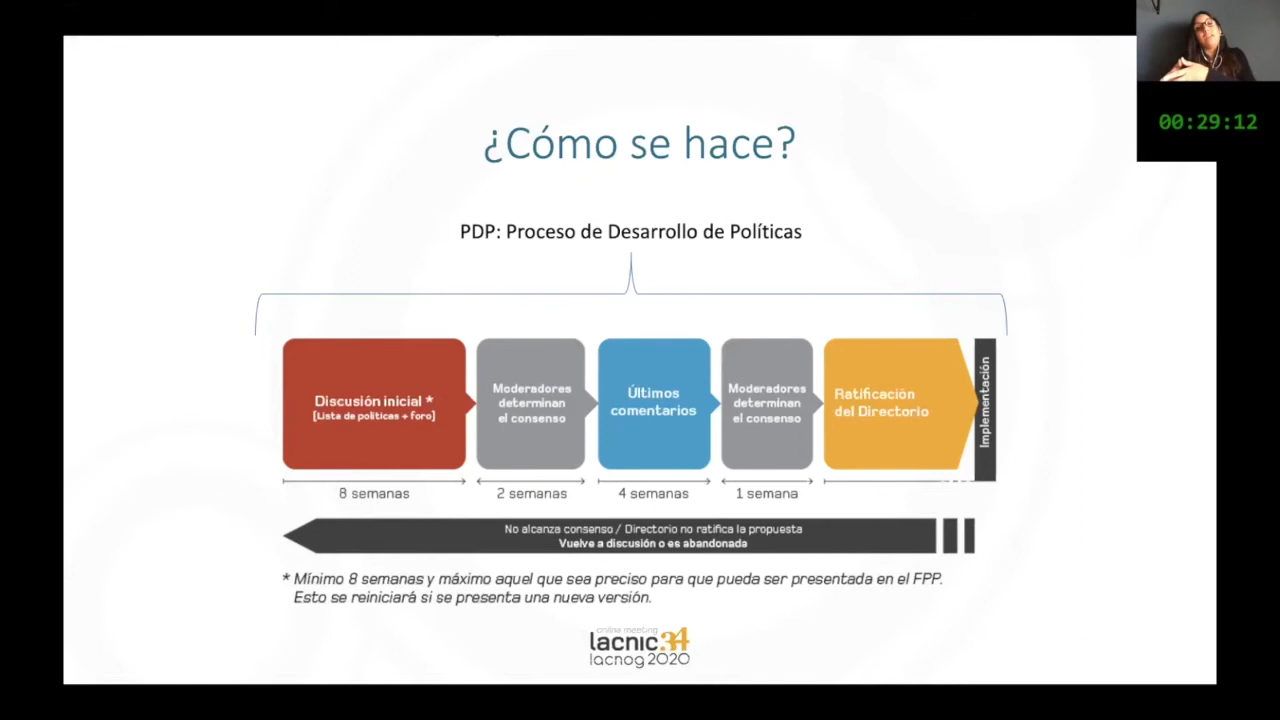 00:29:12
¿Cómo se hace?
PDP: Proceso de Desarrollo de Políticas
Discusión inicial *
[Lista de políticas + foro]
Moderadores
determinan
el consenso
Últimos
comentarios
Moderadores
determinan
el consenso
Ratificación
del Directorio
Implementación
8 semanas
2 semanas
4 semanas
1 semana
No alcanza consenso / Directorio no ratifica la propuesta
Vuelve a discusión o es abandonada
* Mínimo 8 semanas y máximo aquel que sea preciso para que pueda ser presentada en el FPP.
Esto se reiniciará si se presenta una nueva versión.
online meeting
lacnic34
lacnog 2020